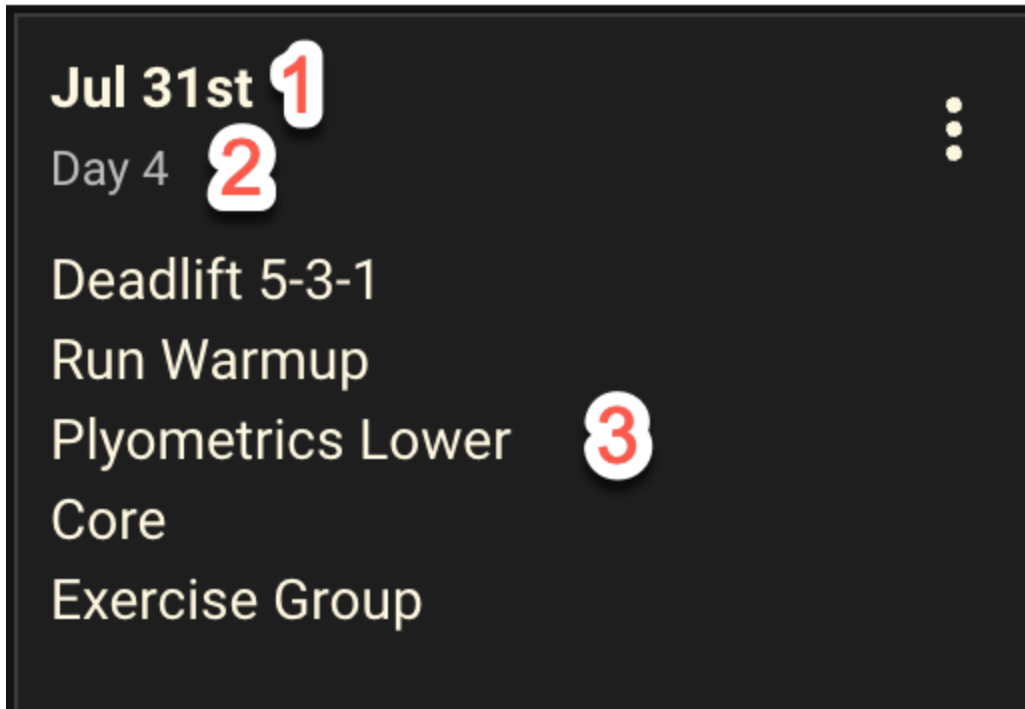 Jul 31st 1
Day 4 2
Deadlift 5-3-1
Run Warmup
Plyometrics Lower 3
Core
Exercise Group